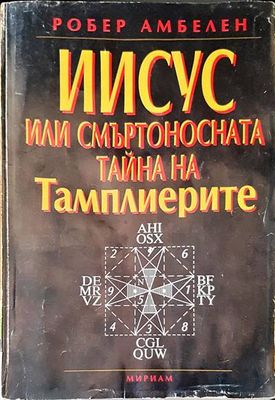 РОБЕР АМБЕЛЕН
ИИСУС
ИЛИ СМЪРТОНОСНАТА
ТАЙНА НА
Тамплиерите
AHI
OSX
DE
MR
VZ
BF
KP
TY
CGL
QUW
МИРИАМ